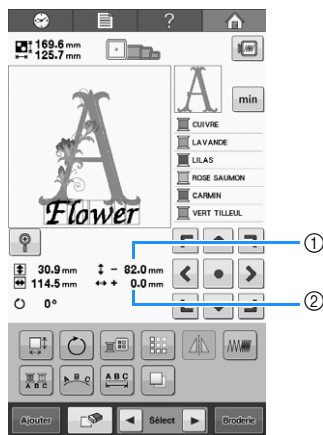 ?
169.6 mm
125.7 mm
A
A
min
CUIVRE
LAVANDE
LILAS
ROSE SAUMON
CARMIN
VERT TILLEUL
Flower
①
30.9 mm − 82.0 mm
114.5 mm + 0.0 mm
0°
②
A B C
A B C
A B C
Ajouter Sélect Broderie